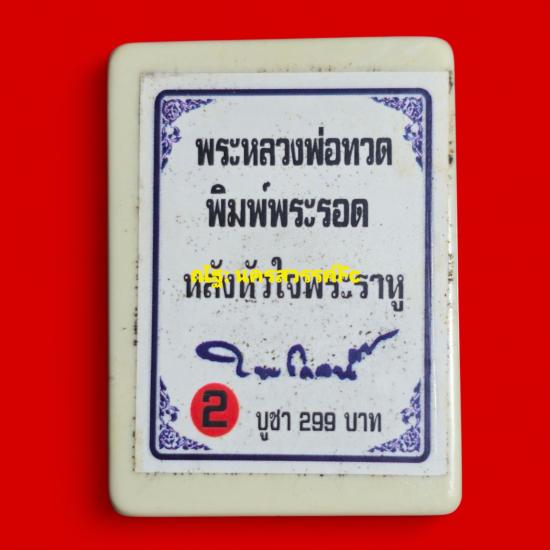 พระหลวงพ่อทวด
พิมพ์พระรอด
หลังหัวใจพระราหู
2 บูชา 299 บาท